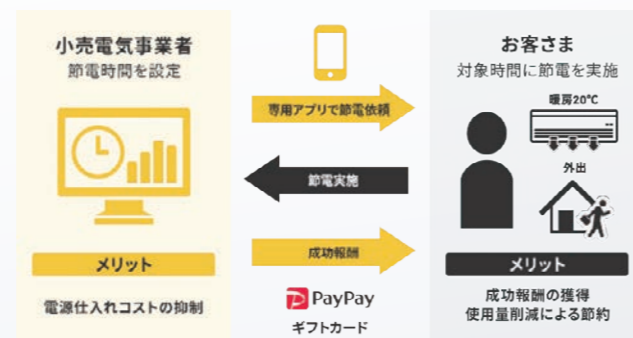 小売電気事業者
節電時間を設定
メリット
電源仕入れコストの抑制
専用アプリで節電依頼
節電実施
成功報酬
PayPay
ギフトカード
お客さま
対象時間に節電を実施
暖房20℃
外出
メリット
成功報酬の獲得
使用量削減による節約